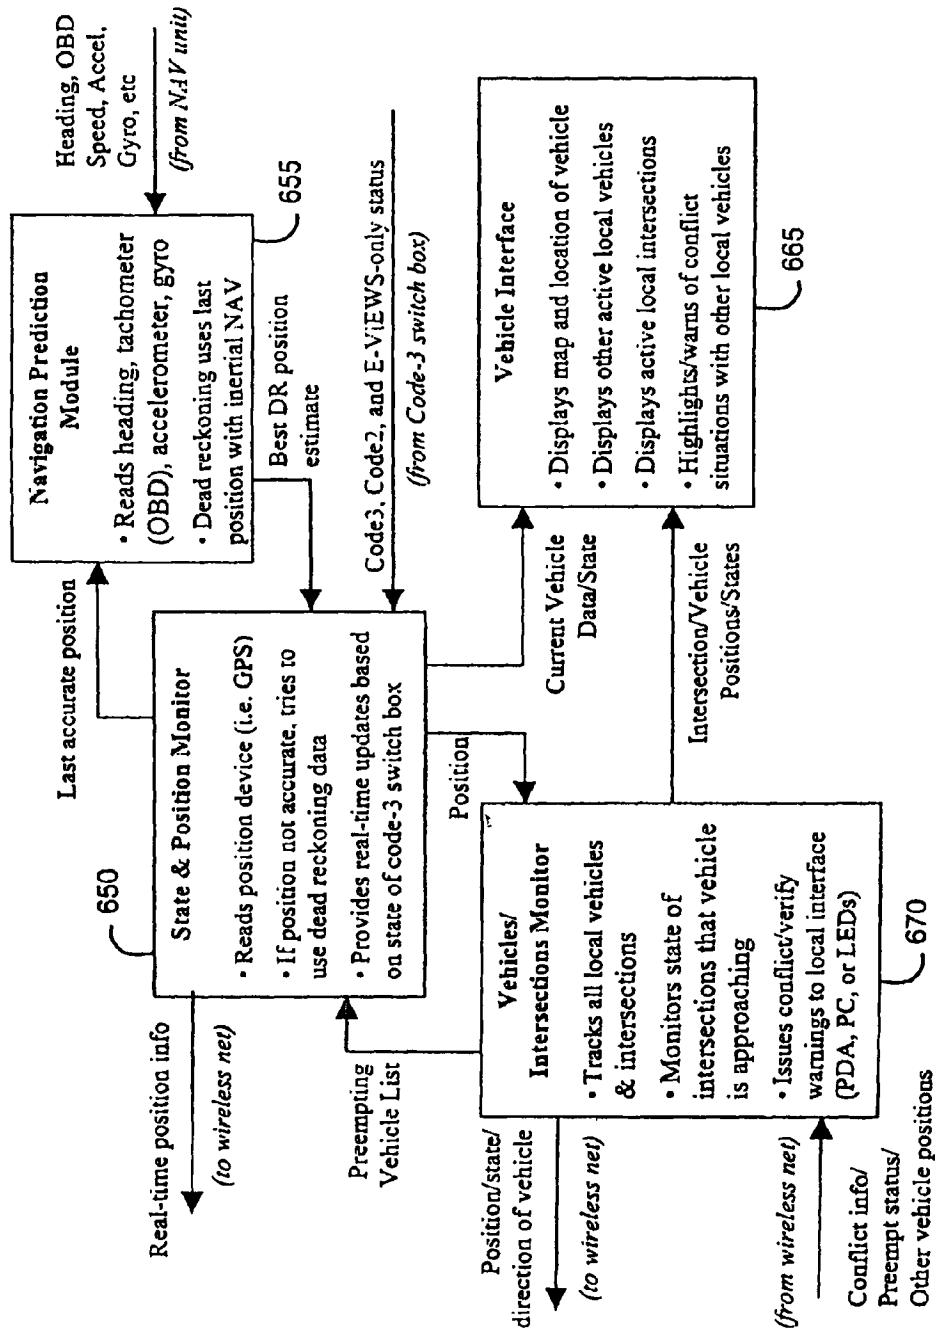 Real-time position info
(to wireless net)
650
State & Position Monitor
• Reads position device (i.e. GPS)
• If position not accurate, tries to
use dead reckoning data
• Provides real-time updates based
on state of code-3 switch box
Last accurate position
Navigation Prediction
Module
• Reads heading, tachometer
(OBD), accelerometer, gyro
• Dead reckoning uses last
position with inertial NAV
655
Heading, OBD
Speed, Accel,
Gyro, etc
(from NAV unit)
Best DR position
estimate
Code3, Code2, and E-ViEWS-only status
(from Code-3 switch box)
Preempting
Vehicle List
Position
Current Vehicle
Data/State
Position/state/
direction of vehicle
(to wireless net)
Vehicles/
Intersections Monitor
• Tracks all local vehicles
& intersections
• Monitors state of
intersections that vehicle
is approaching
• Issues conflict/verify
warnings to local interface
(PDA, PC, or LEDs)
670
(from wireless net)
Conflict info/
Preempt status/
Other vehicle positions
Intersection/Vehicle
Positions/States
Vehicle Interface
• Displays map and location of vehicle
• Displays other active local vehicles
• Displays active local intersections
• Highlights/warns of conflict
situations with other local vehicles
665